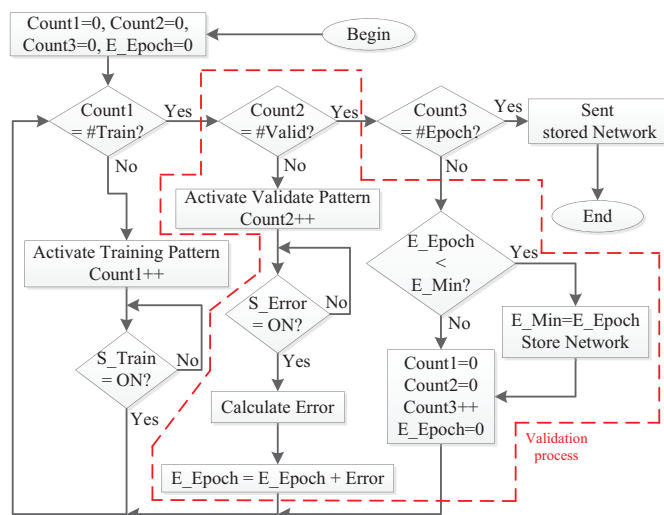 Count1=0, Count2=0,
Count3=0, E_Epoch=0
Begin
Count1
= #Train?
Yes
No
Count2
= #Valid?
Yes
No
Count3
= #Epoch?
Yes
No
Sent
stored Network
End
Activate Training Pattern
Count1++
S_Train
= ON?
No
Yes
Activate Validate Pattern
Count2++
S_Error
= ON?
No
Yes
Calculate Error
E_Epoch = E_Epoch + Error
E_Epoch
<
E_Min?
Yes
No
E_Min=E_Epoch
Store Network
Count1=0
Count2=0
Count3++
E_Epoch=0
Validation
process